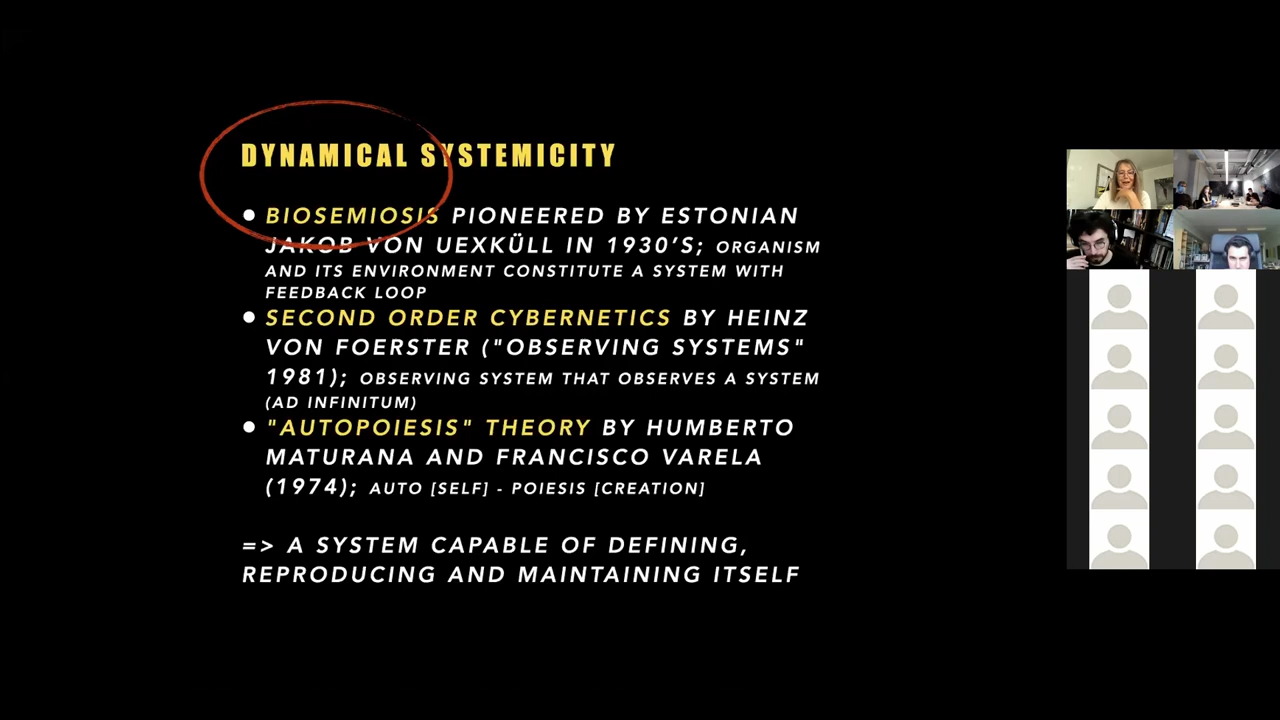 DYNAMICAL SYSTEMICITY
• BIOSEMIOSIS PIONEERED BY ESTONIAN
JAKOB VON UEXKÜLL IN 1930'S; ORGANISM
AND ITS ENVIRONMENT CONSTITUTE A SYSTEM WITH
FEEDBACK LOOP
• SECOND ORDER CYBERNETICS BY HEINZ
VON FOERSTER ("OBSERVING SYSTEMS"
1981); OBSERVING SYSTEM THAT OBSERVES A SYSTEM
(AD INFINITUM)
• "AUTOPOIESIS" THEORY BY HUMBERTO
MATURANA AND FRANCISCO VARELA
(1974); AUTO [SELF] - POIESIS [CREATION]
=> A SYSTEM CAPABLE OF DEFINING,
REPRODUCING AND MAINTAINING ITSELF